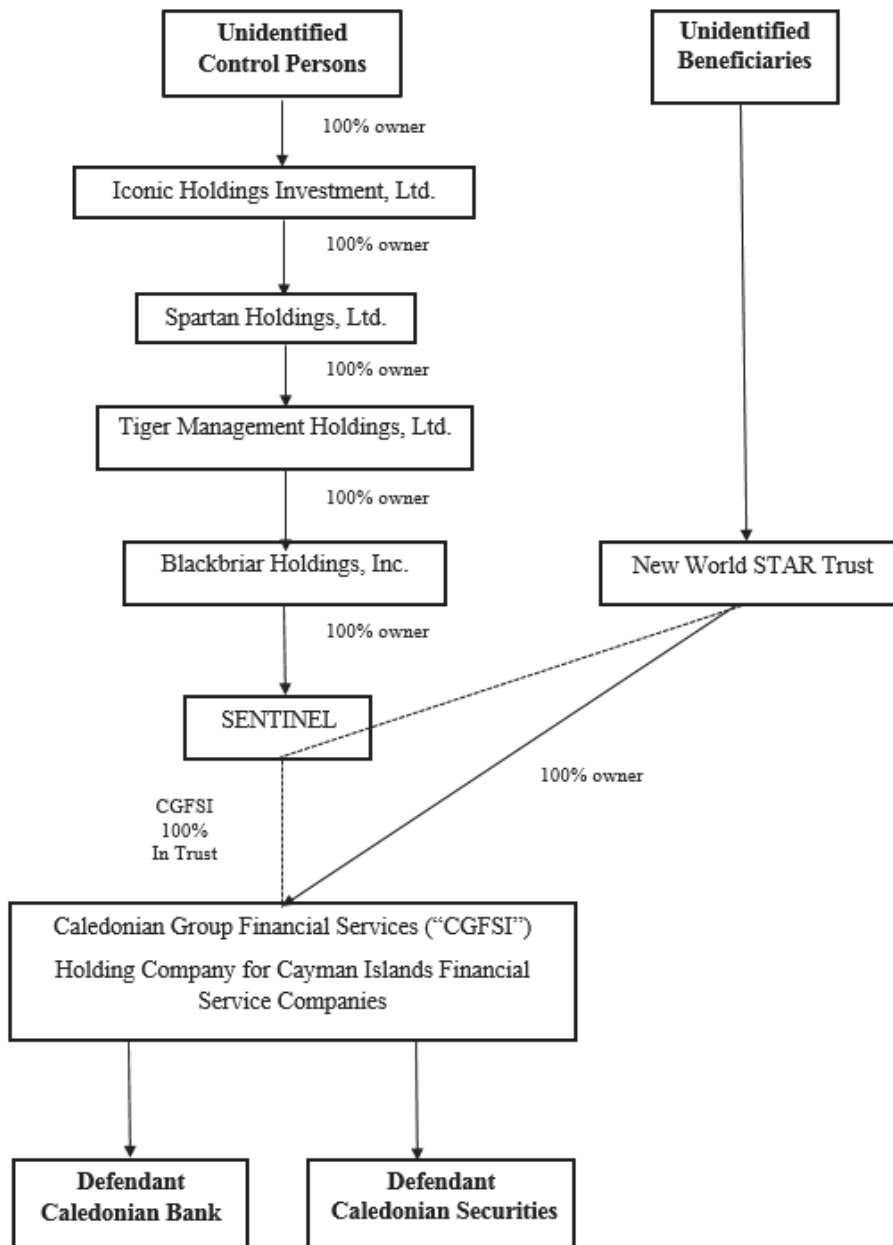 Unidentified
Control Persons
Unidentified
Beneficiaries
100% owner
Iconic Holdings Investment, Ltd.
100% owner
Spartan Holdings, Ltd.
100% owner
Tiger Management Holdings, Ltd.
100% owner
Blackbriar Holdings, Inc.
New World STAR Trust
100% owner
SENTINEL
100% owner
CGFSI
100%
In Trust
Caledonian Group Financial Services (“CGFSI”)
Holding Company for Cayman Islands Financial
Service Companies
Defendant
Caledonian Bank
Defendant
Caledonian Securities